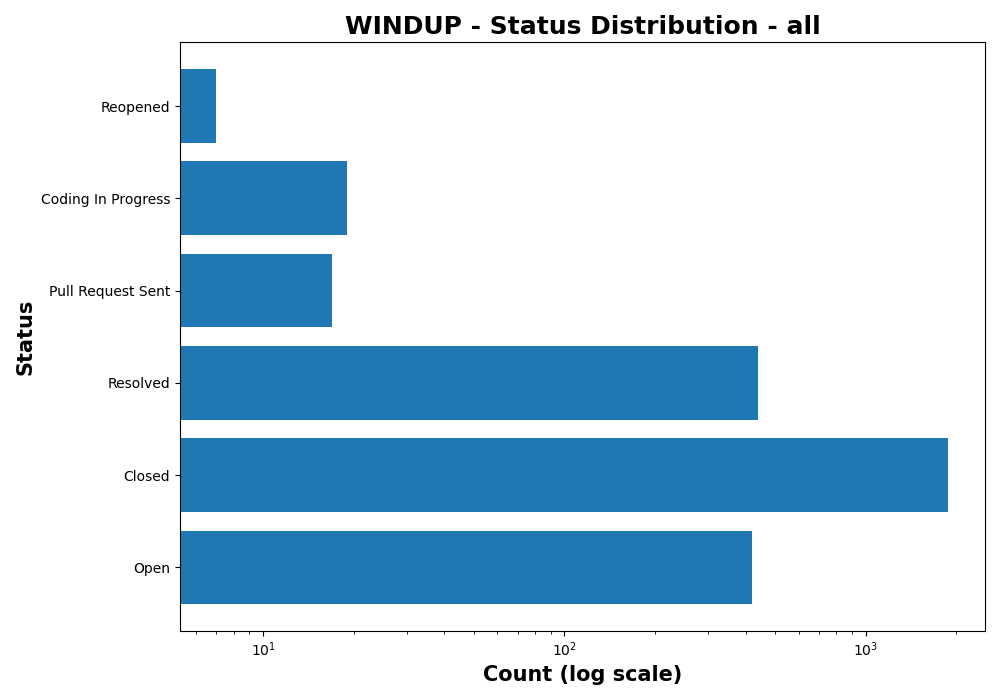 WINDUP - Status Distribution - all
Reopened
Coding In Progress
Pull Request Sent
Resolved
Closed
Open
Status
10¹
10²
10³
Count (log scale)